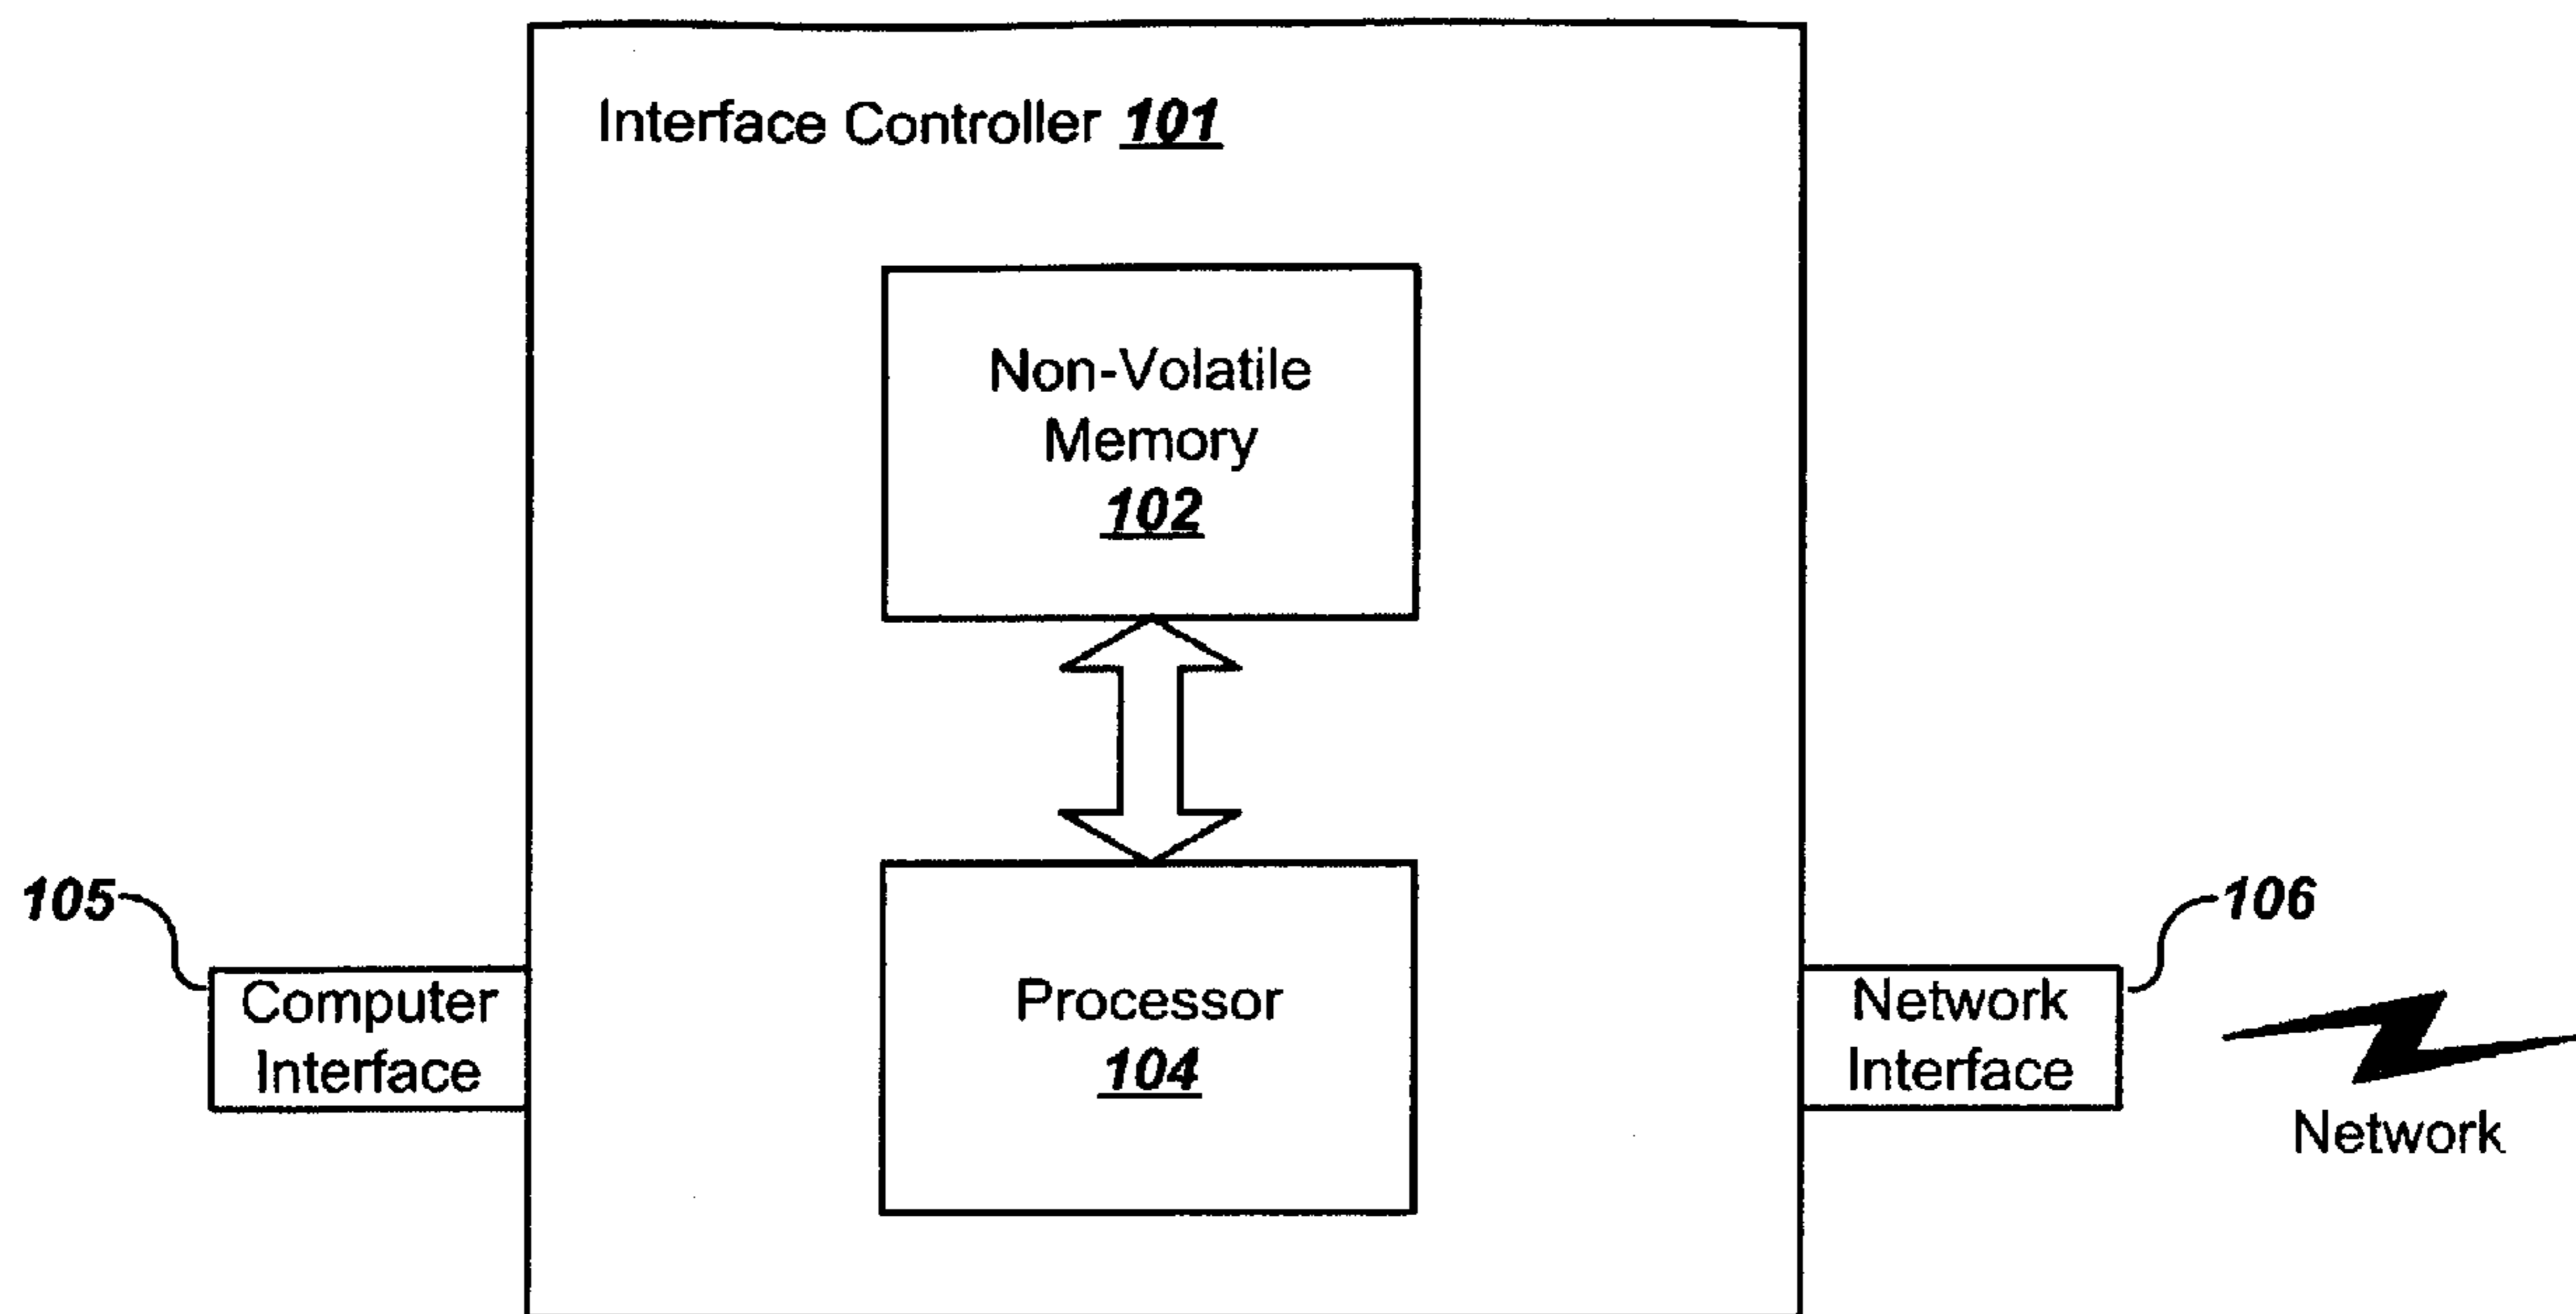 Interface Controller 101
Non-Volatile
Memory
102
105
106
Computer
Interface
Processor
104
Network
Interface
Network